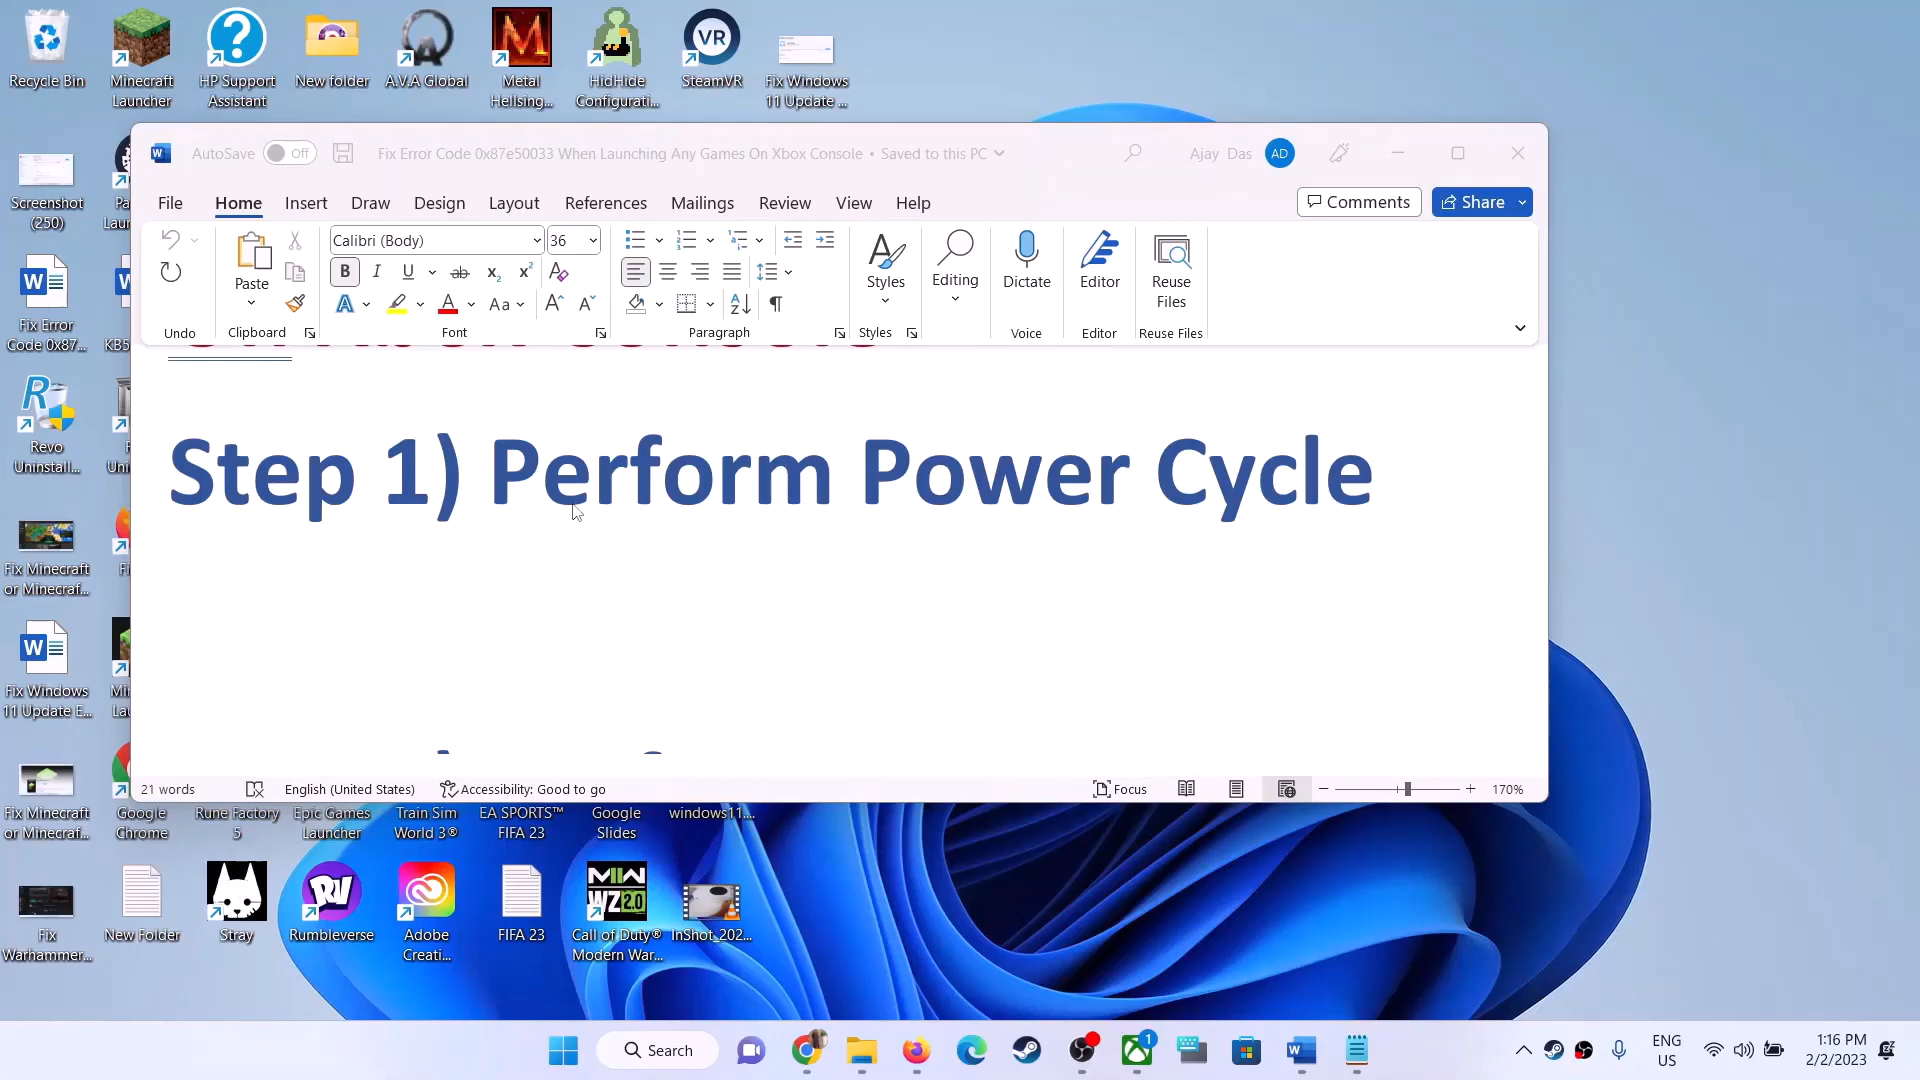 Recycle Bin
Minecraft
Launcher
HP Support
Assistant
New folder
A.V.A Global
Metal
Hellsing...
HidHide
Configurati...
SteamVR
Fix Windows
11 Update ...
AutoSave
Off
Fix Error Code 0x87e50033 When Launching Any Games On Xbox Console • Saved to this PC
Ajay Das
AD
File
Home
Insert
Draw
Design
Layout
References
Mailings
Review
View
Help
Comments
Share
Undo
Paste
Clipboard
Calibri (Body)
36
Font
Paragraph
Styles
Styles
Editing
Dictate
Voice
Editor
Editor
Reuse
Files
Reuse Files
Step 1) Perform Power Cycle
21 words
English (United States)
Accessibility: Good to go
Focus
170%
Screenshot
(250)
Fix Error
Code 0x87...
Revo
Uninstall...
Fix Minecraft
or Minecraf...
Fix Windows
11 Update E...
Fix Minecraft
or Minecraf...
Google
Chrome
Rune Factory
5
Epic Games
Launcher
Train Sim
World 3®
EA SPORTS™
FIFA 23
Google
Slides
windows11....
Fix
Warhammer...
New Folder
Stray
Rumbleverse
Adobe
Creati...
FIFA 23
MW
WZ 2.0
Call of Duty®
Modern War...
InShot_202...
Search
1
ENG
US
1:16 PM
2/2/2023